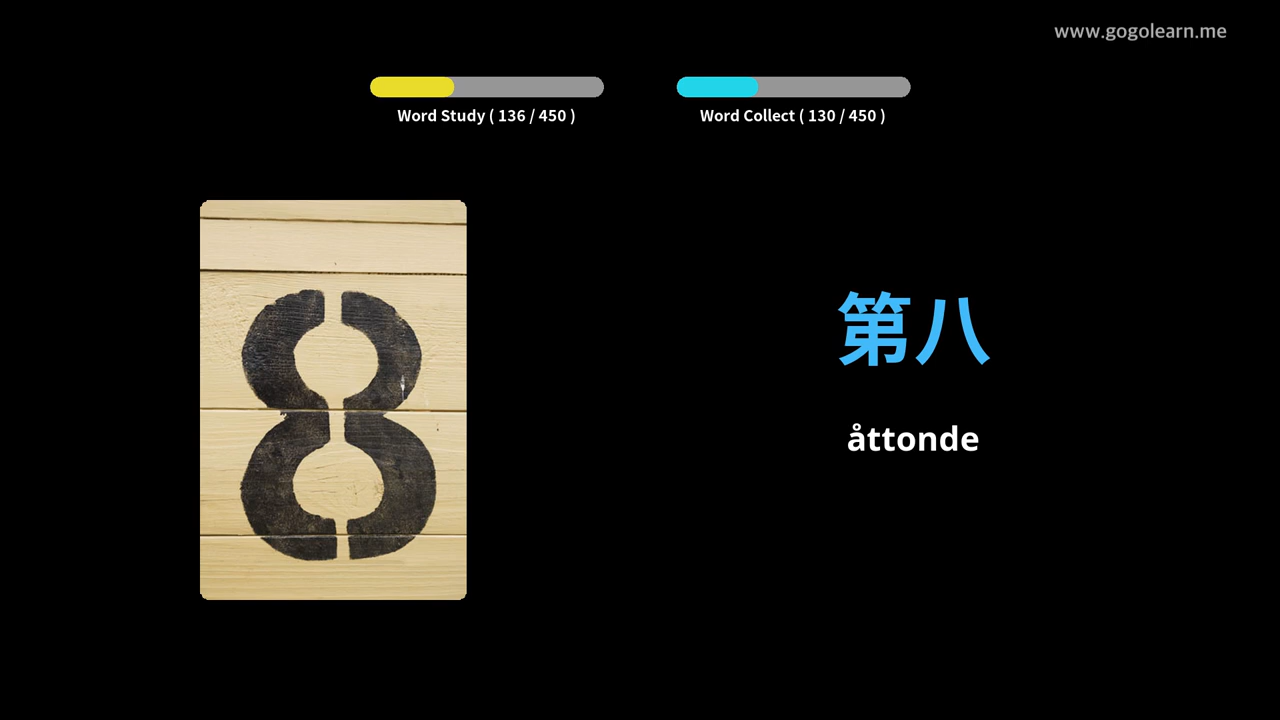 www.gogolearn.me
Word Study ( 136 / 450 )
Word Collect ( 130 / 450 )
8
第八
åttonde